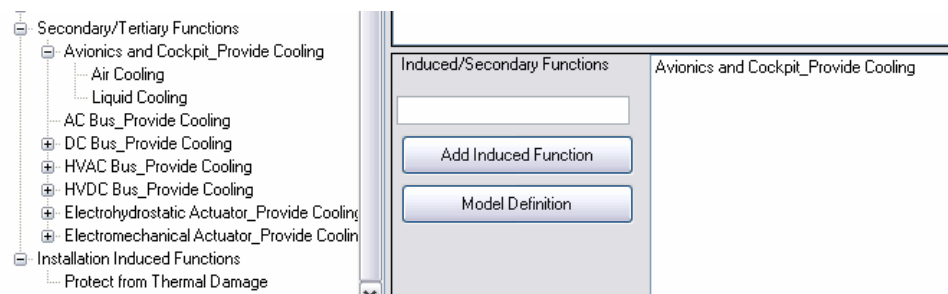 Secondary/Tertiary Functions
Avionics and Cockpit_Provide Cooling
Air Cooling
Liquid Cooling
AC Bus_Provide Cooling
DC Bus_Provide Cooling
HVAC Bus_Provide Cooling
HVDC Bus_Provide Cooling
Electrohydrostatic Actuator_Provide Cooling
Electromechanical Actuator_Provide Coolin
Installation Induced Functions
Protect from Thermal Damage
Induced/Secondary Functions
Add Induced Function
Model Definition
Avionics and Cockpit_Provide Cooling